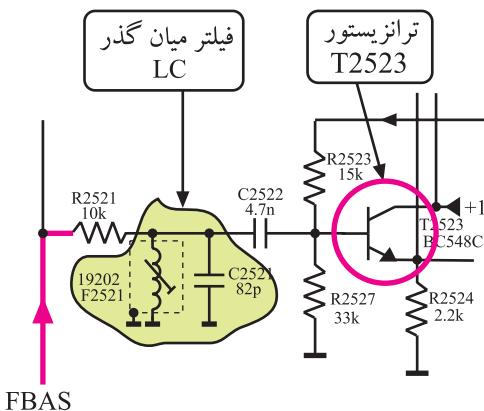 فیلتر میان گذر
LC
ترانزیستور
T2523
R2521
10k
C2522
4.7n
R2523
15k
+1
T2523
BC548C
19202
F2521
C2521
82p
R2527
33k
R2524
2.2k
FBAS